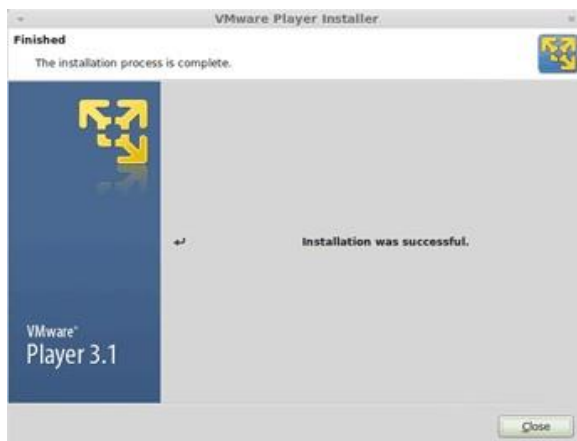 VMware Player Installer
Finished
The installation process is complete.
Installation was successful.
VMware
Player 3.1
Close